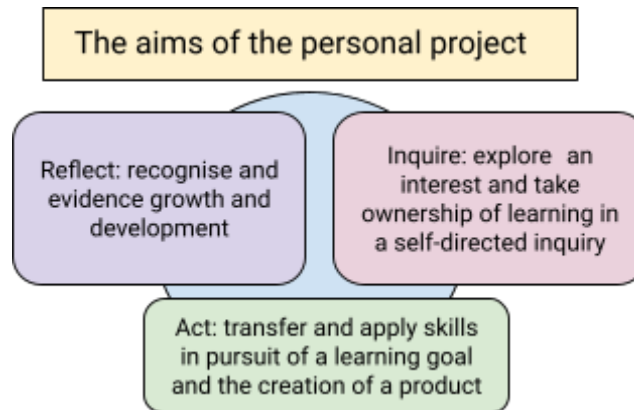 The aims of the personal project
Reflect: recognise and
evidence growth and
development
Inquire: explore an
interest and take
ownership of learning in
a self-directed inquiry
Act: transfer and apply skills
in pursuit of a learning goal
and the creation of a product